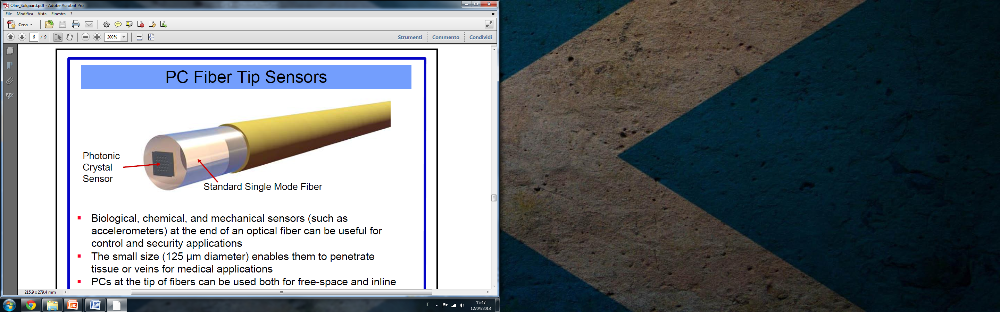 Olav_Solgaard.pdf - Adobe Acrobat Pro
File Modifica Vista Finestra ?
Crea
6 / 9 200% Strumenti Commento Condividi
PC Fiber Tip Sensors
Photonic
Crystal
Sensor
Standard Single Mode Fiber
Biological, chemical, and mechanical sensors (such as
accelerometers) at the end of an optical fiber can be useful for
control and security applications
The small size (125 µm diameter) enables them to penetrate
tissue or veins for medical applications
PCs at the tip of fibers can be used both for free-space and inline
215,9 x 279,4 mm
IT
15:47
12/04/2013